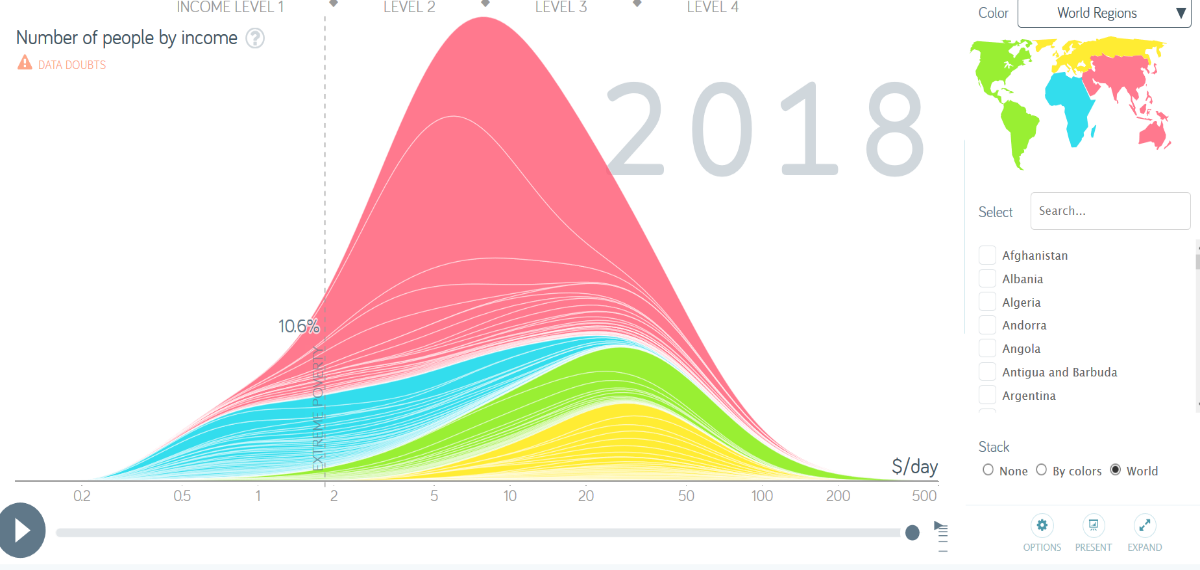 INCOME LEVEL 1 LEVEL 2 LEVEL 3 LEVEL 4
Number of people by income ?
DATA DOUBTS
2018
10.6%
EXTREME POVERTY
$/day
0.2 0.5 1 2 5 10 20 50 100 200 500
Color World Regions
Select Search...
Afghanistan
Albania
Algeria
Andorra
Angola
Antigua and Barbuda
Argentina
Stack
None By colors World
OPTIONS PRESENT EXPAND